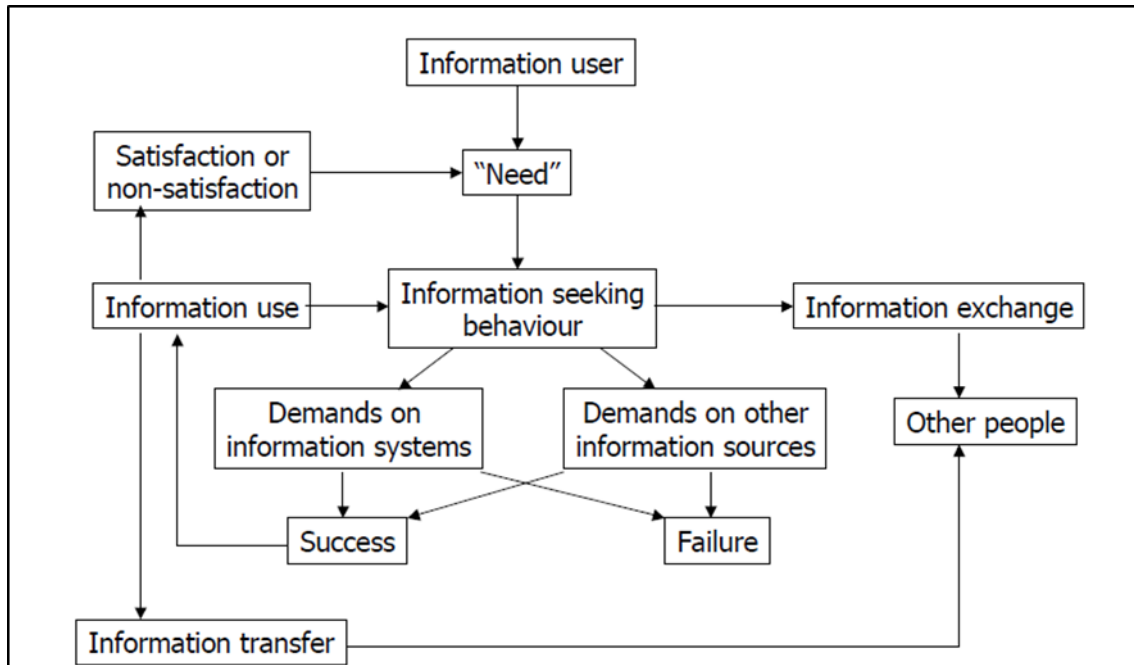 Information user
Satisfaction or
non-satisfaction
“Need”
Information use
Information seeking
behaviour
Information exchange
Demands on
information systems
Demands on other
information sources
Other people
Success
Failure
Information transfer